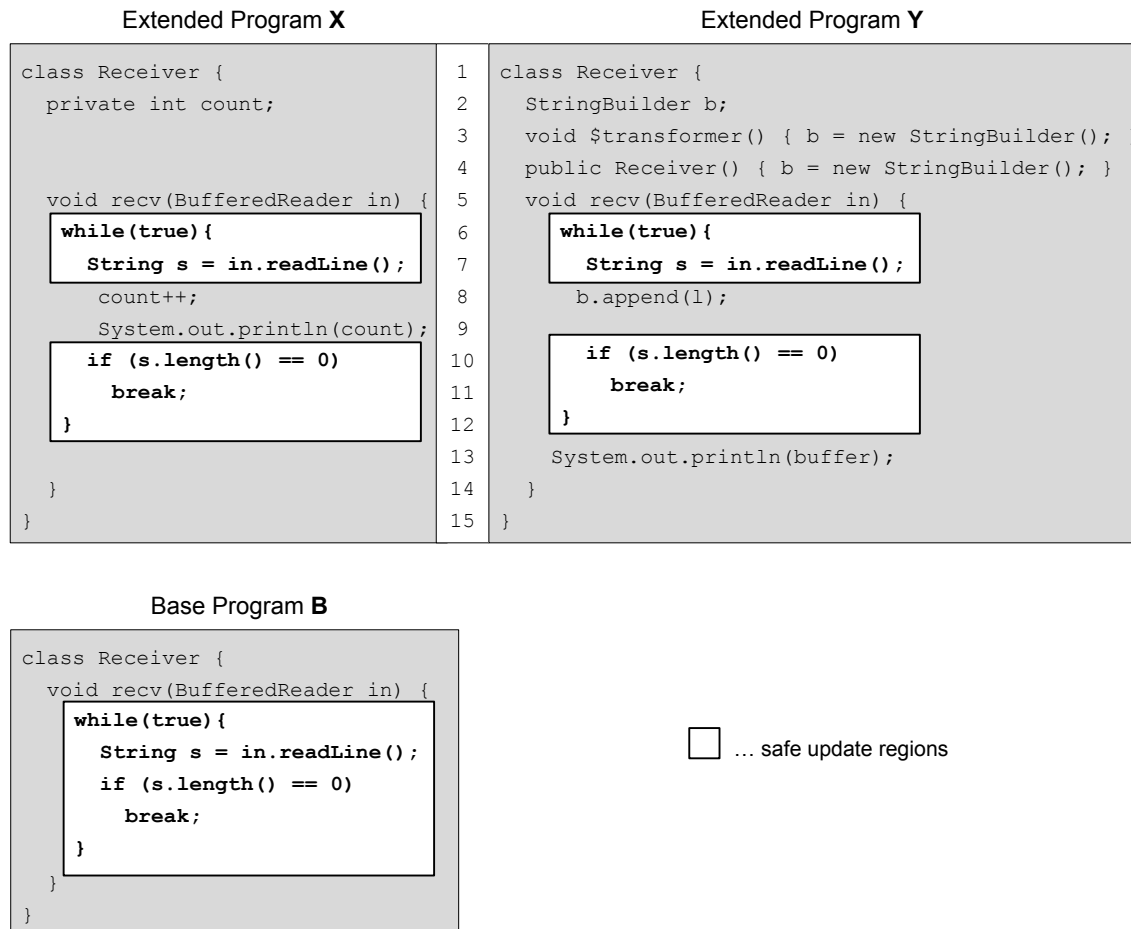 Extended Program X
class Receiver {
private int count;
void recv(BufferedReader in) {
while(true){
String s = in.readLine();
count++;
System.out.println(count);
if (s.length() == 0)
break;
}
}
}
1
2
3
4
5
6
7
8
9
10
11
12
13
14
15
Extended Program Y
class Receiver {
StringBuilder b;
void $transformer() { b = new StringBuilder(); }
public Receiver() { b = new StringBuilder(); }
void recv(BufferedReader in) {
while(true){
String s = in.readLine();
b.append(l);
if (s.length() == 0)
break;
}
System.out.println(buffer);
}
}
Base Program B
class Receiver {
void recv(BufferedReader in) {
while(true){
String s = in.readLine();
if (s.length() == 0)
break;
}
}
}
… safe update regions